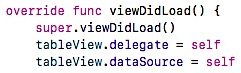 override func viewDidLoad() {
    super.viewDidLoad()
    tableView.delegate = self
    tableView.dataSource = self